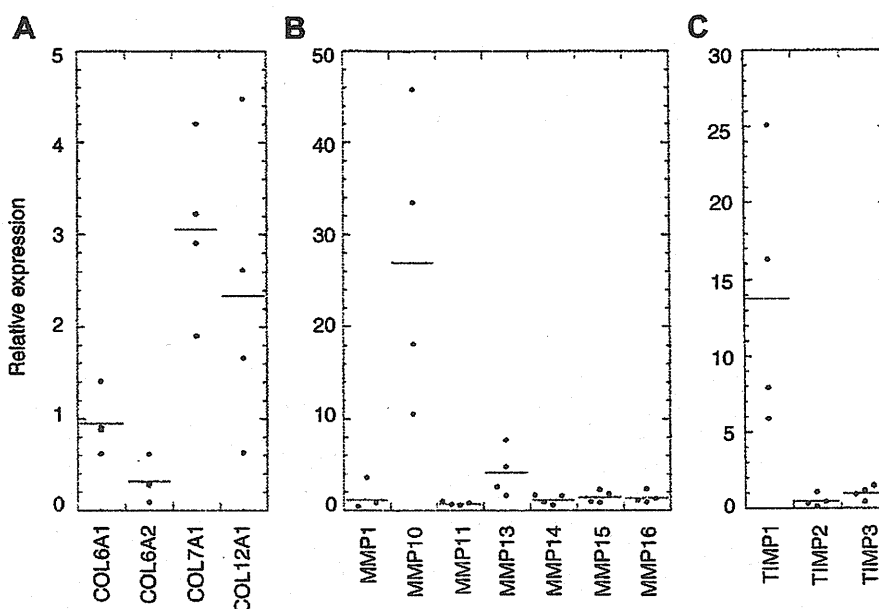 A
B
C
Relative expression
5
4
3
2
1
0
COL6A1
COL6A2
COL7A1
COL12A1
50
40
30
20
10
0
MMP1
MMP10
MMP11
MMP13
MMP14
MMP15
MMP16
30
25
20
15
10
5
0
TIMP1
TIMP2
TIMP3